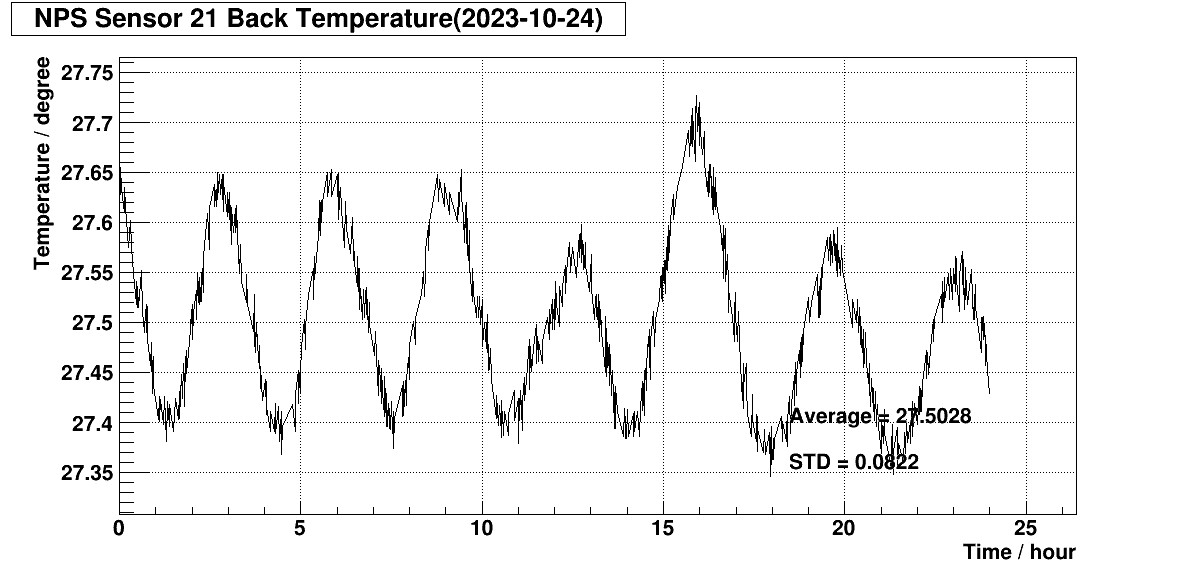 NPS Sensor 21 Back Temperature(2023-10-24)
Temperature / degree
27.75
27.7
27.65
27.6
27.55
27.5
27.45
27.4
27.35
Average = 27.5028
STD = 0.0822
0 5 10 15 20 25
Time / hour